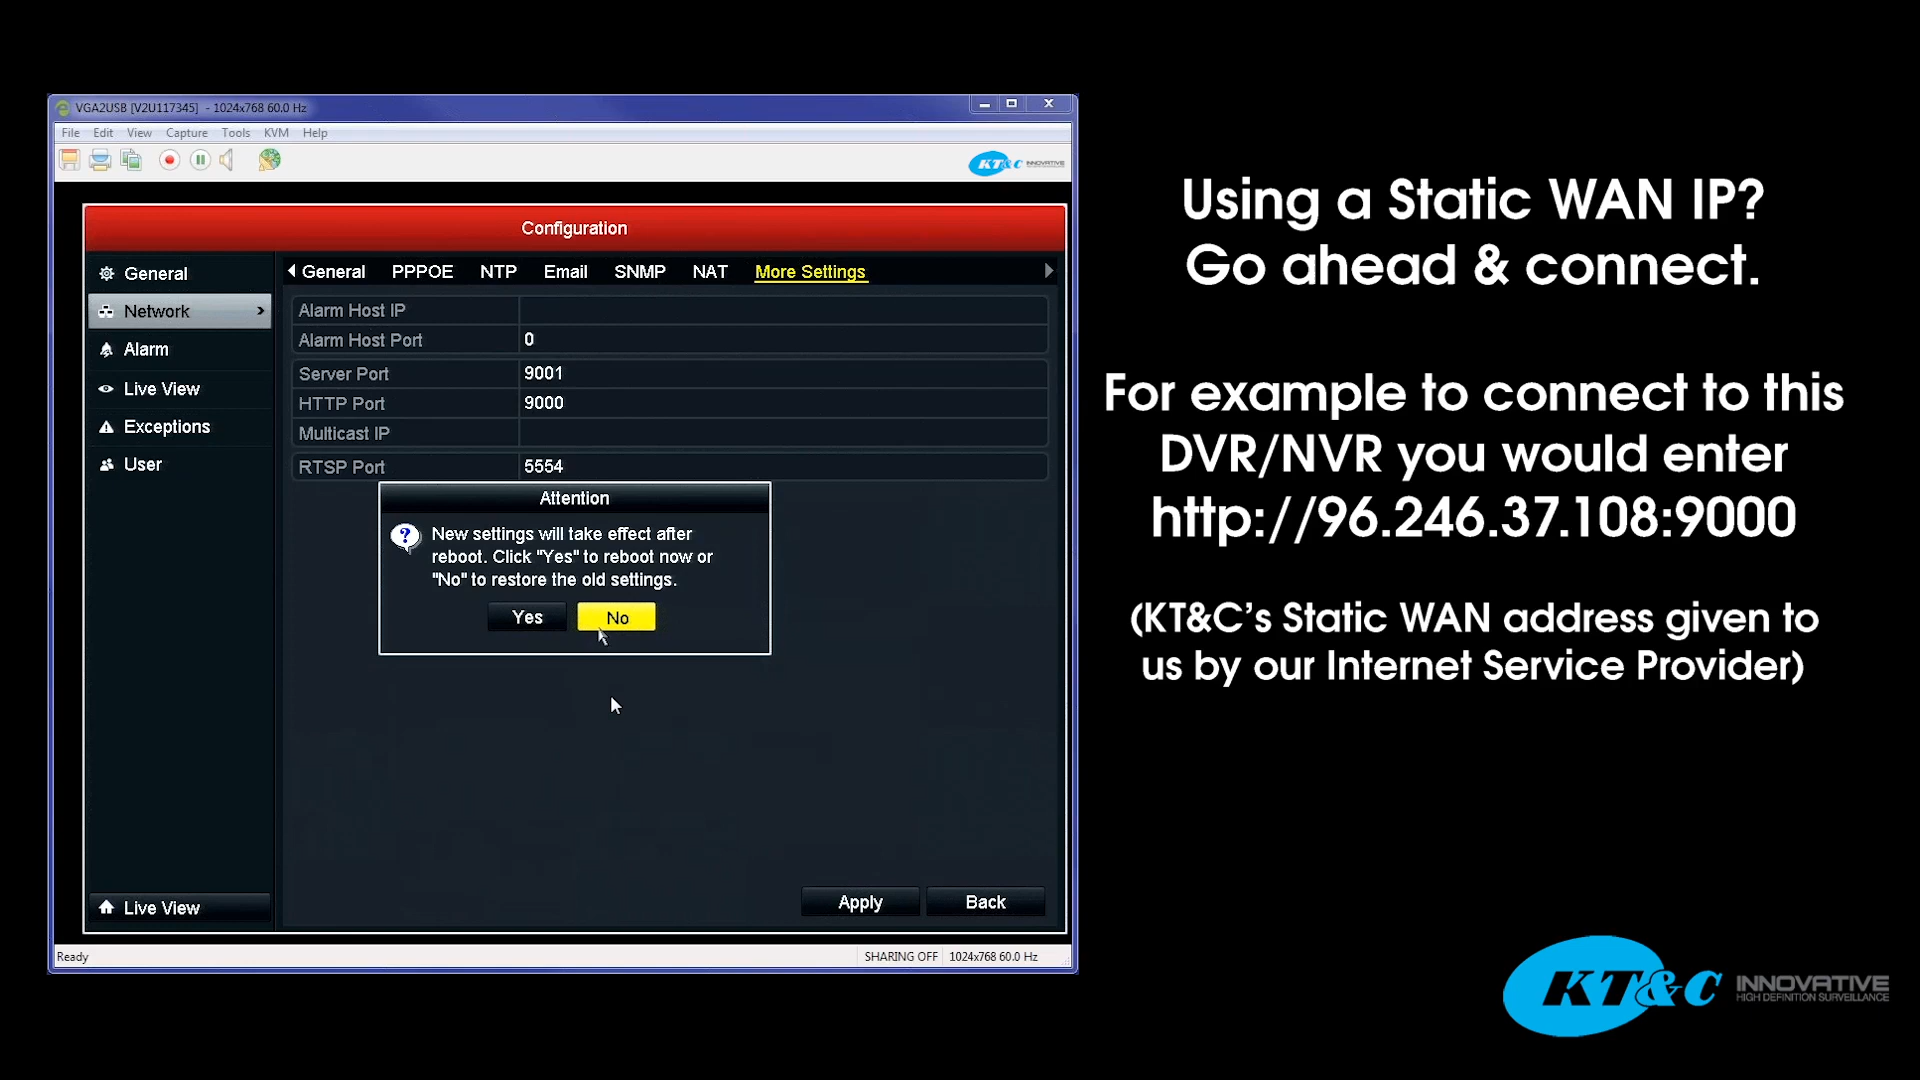 VGA2USB [V2U117345] - 1024x768 60.0 Hz
File Edit View Capture Tools KVM Help
KT&C INNOVATIVE
Configuration
General
Network >
Alarm
Live View
Exceptions
User
Live View
General PPPOE NTP Email SNMP NAT More Settings
Alarm Host IP
Alarm Host Port 0
Server Port 9001
HTTP Port 9000
Multicast IP
RTSP Port 5554
Attention
? New settings will take effect after
reboot. Click "Yes" to reboot now or
"No" to restore the old settings.
Yes No
Apply Back
Ready SHARING OFF 1024x768 60.0 Hz
Using a Static WAN IP?
Go ahead & connect.
For example to connect to this
DVR/NVR you would enter
http://96.246.37.108:9000
(KT&C’s Static WAN address given to
us by our Internet Service Provider)
KT&C INNOVATIVE
HIGH DEFINITION SURVEILLANCE